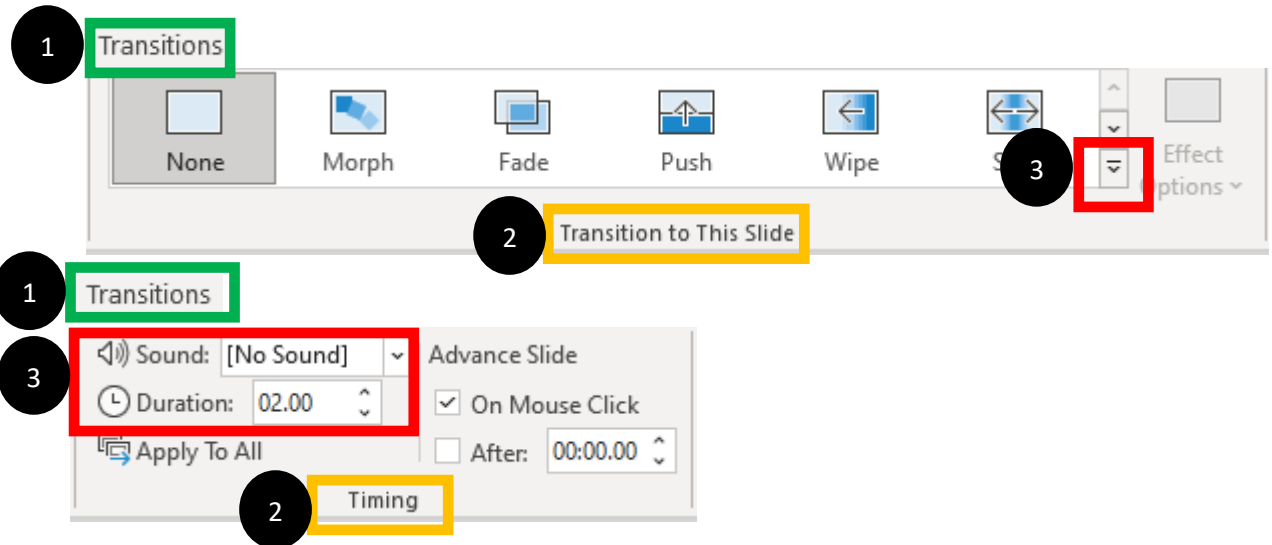 1 Transitions
None Morph Fade Push Wipe
3 Effect
Options
2 Transition to This Slide
1 Transitions
3 Sound: [No Sound] Advance Slide
Duration: 02.00 On Mouse Click
Apply To All After: 00:00.00
2 Timing